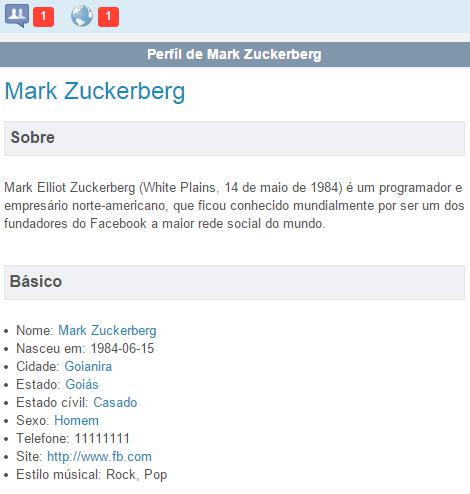 1
1
Perfíl de Mark Zuckerberg
Mark Zuckerberg
Sobre
Mark Elliot Zuckerberg (White Plains, 14 de maio de 1984) é um programador e
empresário norte-americano, que ficou conhecido mundialmente por ser um dos
fundadores do Facebook a maior rede social do mundo.
Básico
Nome: Mark Zuckerberg
Nasceu em: 1984-06-15
Cidade: Goianira
Estado: Goiás
Estado cívil: Casado
Sexo: Homem
Telefone: 11111111
Site: http://www.fb.com
Estilo músical: Rock, Pop